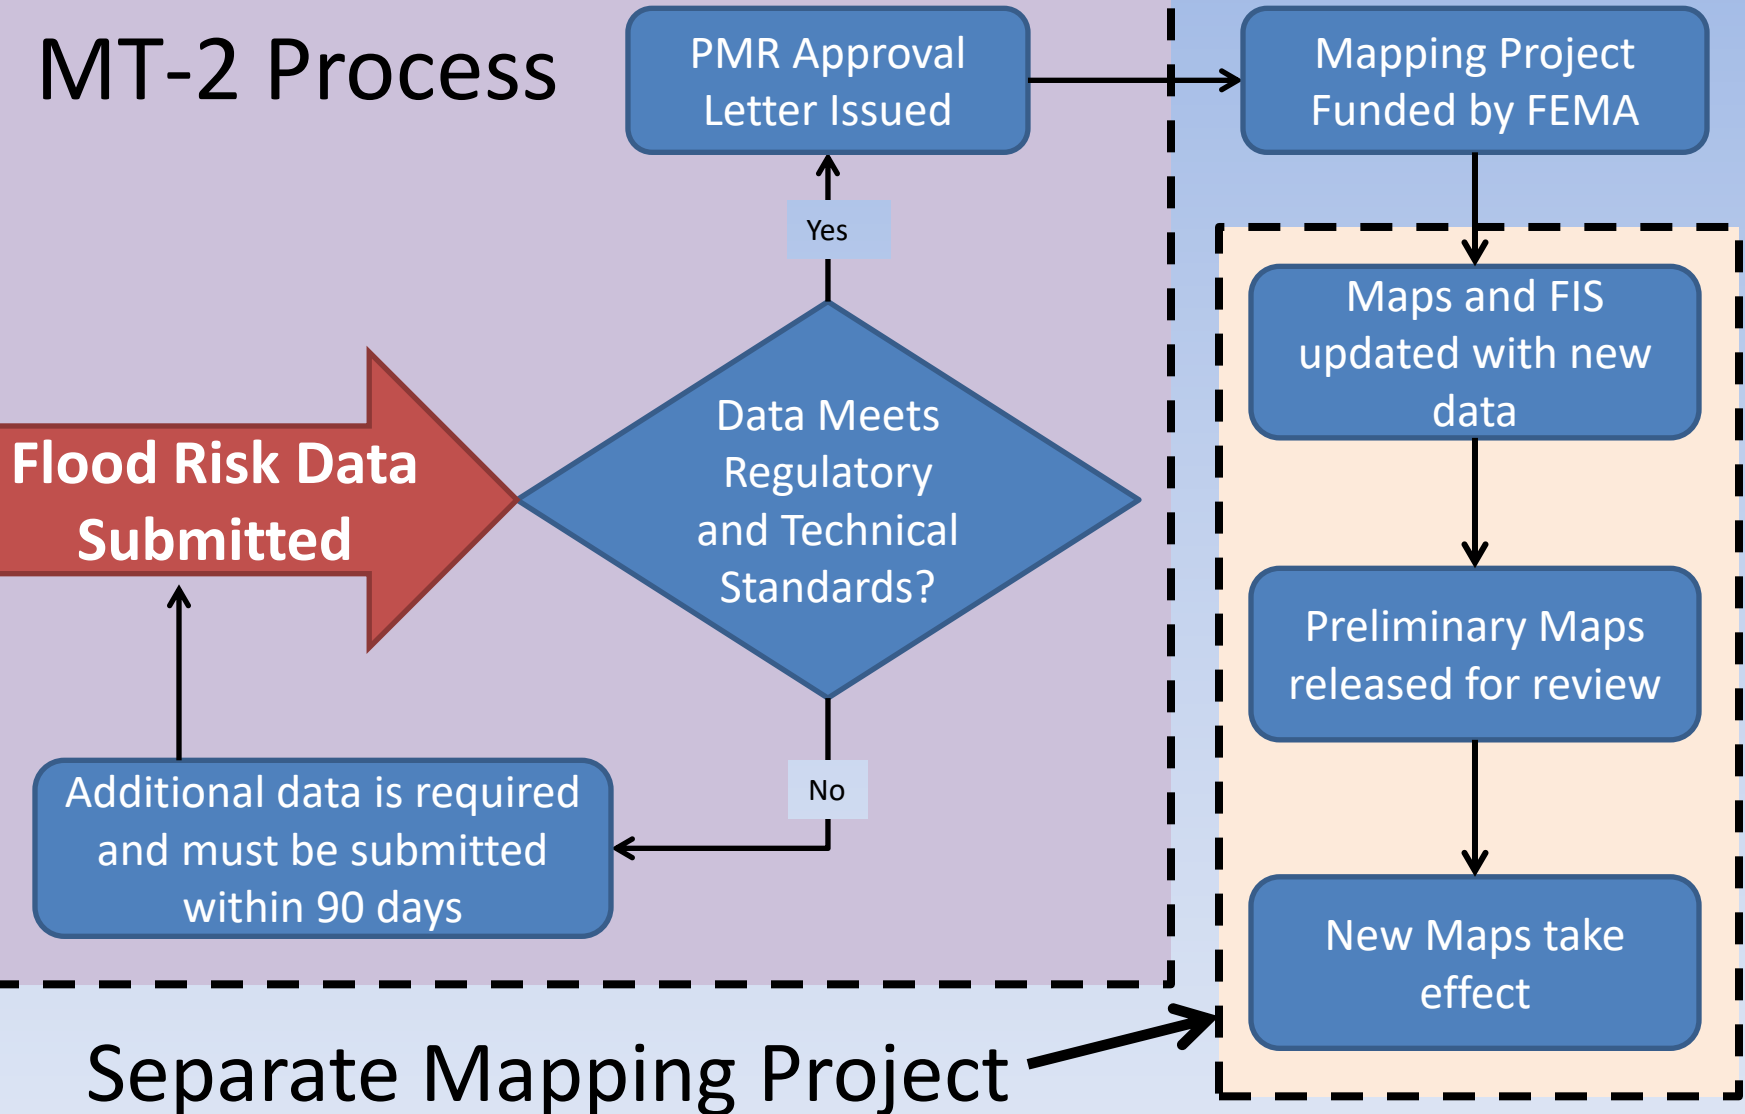 MT-2 Process
PMR Approval
Letter Issued
Mapping Project
Funded by FEMA
Yes
Maps and FIS
updated with new
data
Data Meets
Regulatory
and Technical
Standards?
Flood Risk Data
Submitted
Preliminary Maps
released for review
No
Additional data is required
and must be submitted
within 90 days
New Maps take
effect
Separate Mapping Project